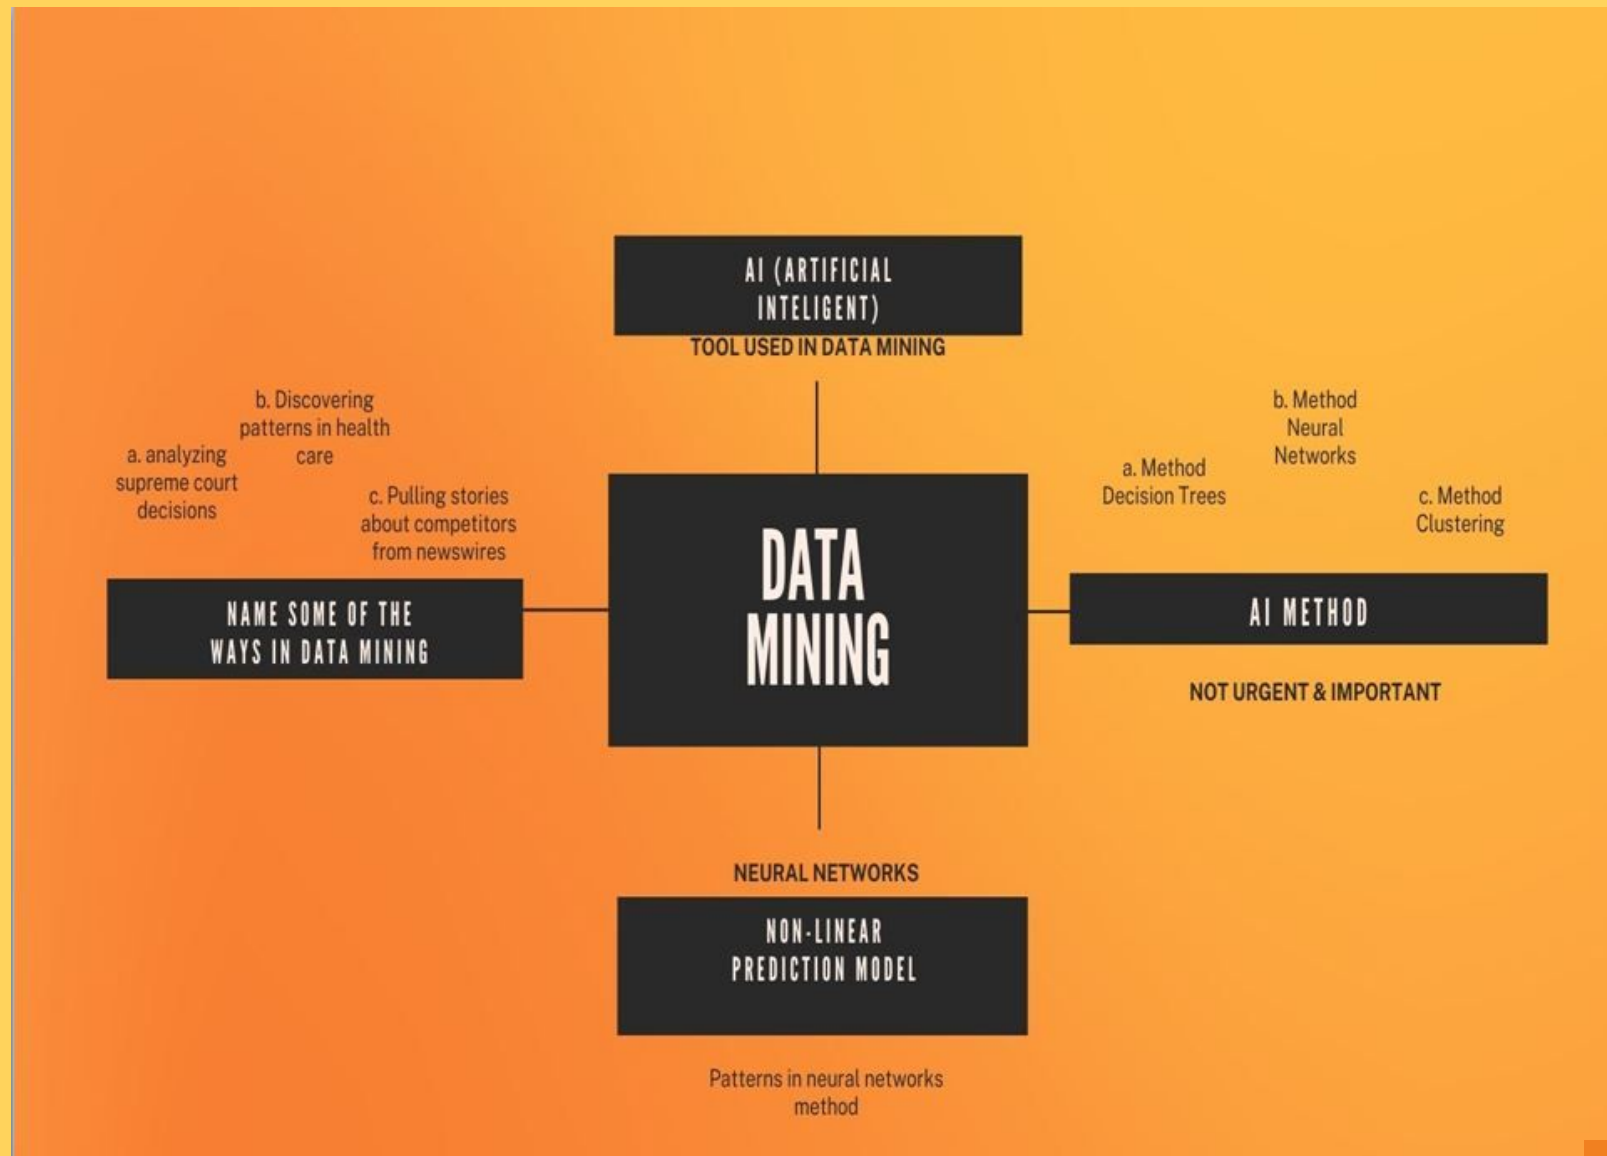 AI (ARTIFICIAL
INTELIGENT)
TOOL USED IN DATA MINING
b. Discovering
patterns in health
care
a. analyzing
supreme court
decisions
c. Pulling stories
about competitors
from newswires
NAME SOME OF THE
WAYS IN DATA MINING
DATA
MINING
b. Method
Neural
Networks
a. Method
Decision Trees
c. Method
Clustering
AI METHOD
NOT URGENT & IMPORTANT
NEURAL NETWORKS
NON-LINEAR
PREDICTION MODEL
Patterns in neural networks
method